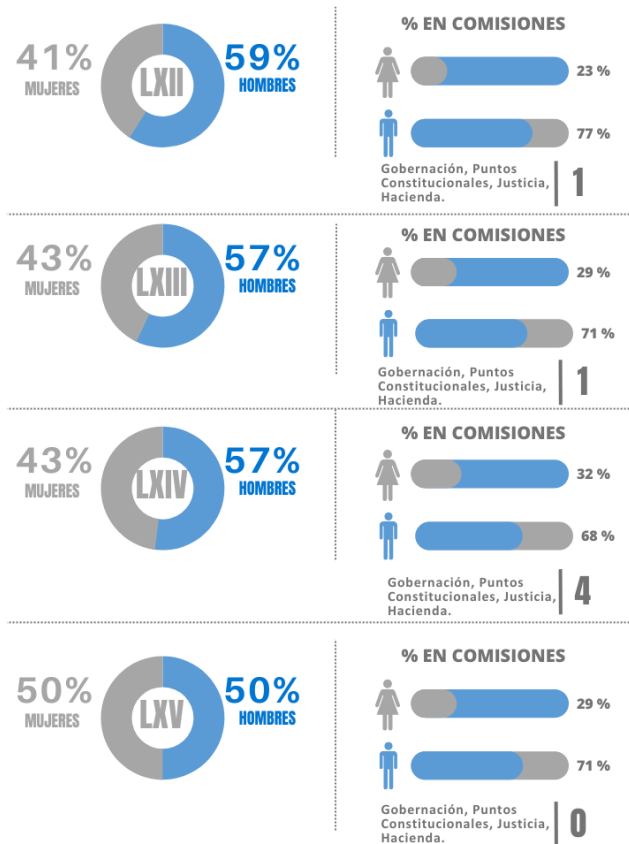 41%
MUJERES
LXII
59%
HOMBRES
% EN COMISIONES
23 %
77 %
Gobernación, Puntos
Constitucionales, Justicia,
Hacienda.
1
43%
MUJERES
LXIII
57%
HOMBRES
% EN COMISIONES
29 %
71 %
Gobernación, Puntos
Constitucionales, Justicia,
Hacienda.
1
43%
MUJERES
LXIV
57%
HOMBRES
% EN COMISIONES
32 %
68 %
Gobernación, Puntos
Constitucionales, Justicia,
Hacienda.
4
50%
MUJERES
LXV
50%
HOMBRES
% EN COMISIONES
29 %
71 %
Gobernación, Puntos
Constitucionales, Justicia,
Hacienda.
0